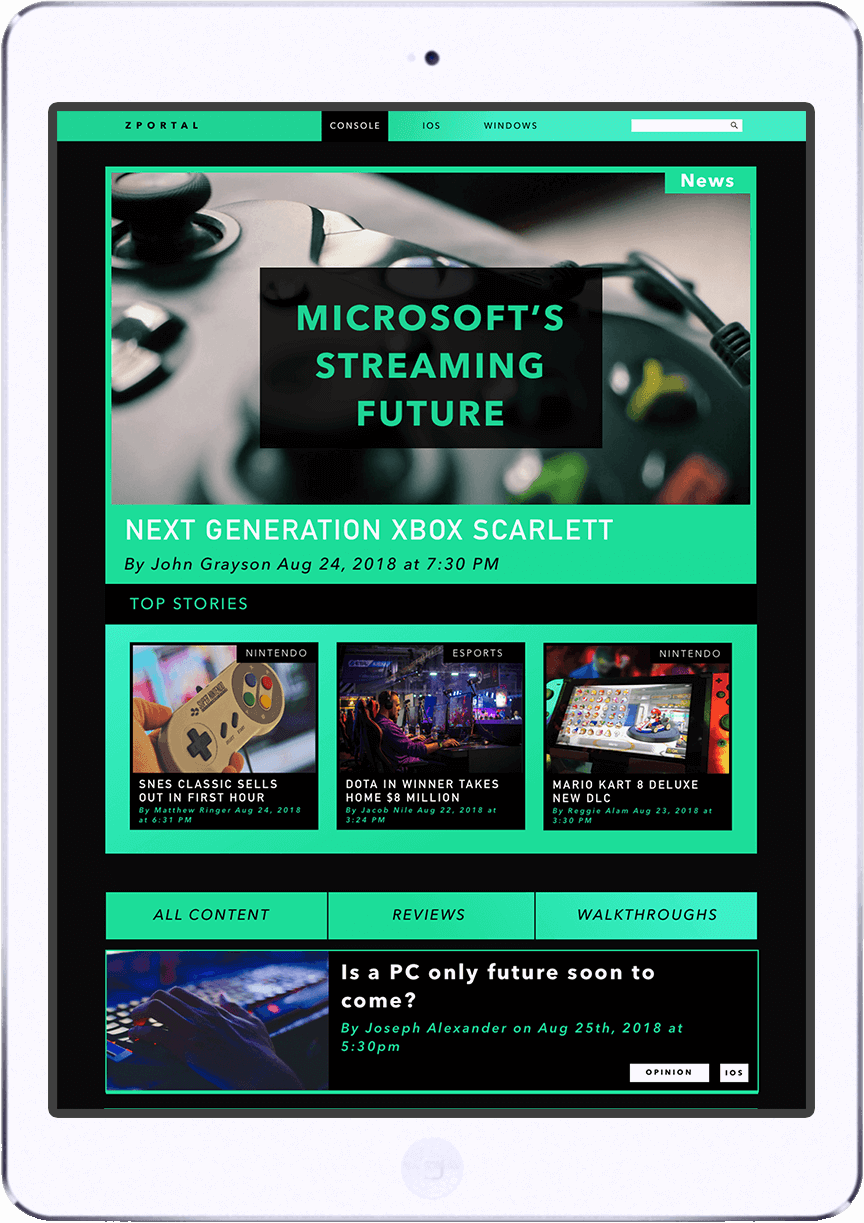 ZPORTAL
CONSOLE
IOS
WINDOWS
News
MICROSOFT’S
STREAMING
FUTURE
NEXT GENERATION XBOX SCARLETT
By John Grayson Aug 24, 2018 at 7:30 PM
TOP STORIES
NINTENDO
SUPER NINTENDO
SELECT START
SNES CLASSIC SELLS
OUT IN FIRST HOUR
By Matthew Ringer Aug 24, 2018
at 6:31 PM
ESPORTS
DOTA IN WINNER TAKES
HOME $8 MILLION
By Jacob Nile Aug 22, 2018 at
3:24 PM
NINTENDO
MARIO KART 8 DELUXE
NEW DLC
By Reggie Alam Aug 23, 2018 at
3:30 PM
ALL CONTENT
REVIEWS
WALKTHROUGHS
Is a PC only future soon to
come?
By Joseph Alexander on Aug 25th, 2018 at
5:30pm
OPINION
IOS